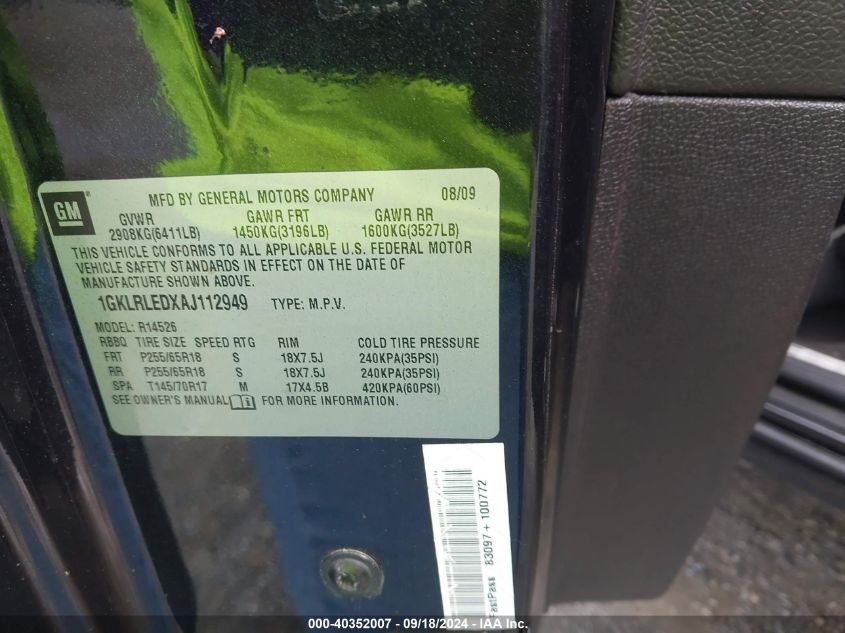 GM
MFD BY GENERAL MOTORS COMPANY 08/09
GVWR GAWR FRT GAWR RR
2908KG(6411LB) 1450KG(3196LB) 1600KG(3527LB)
THIS VEHICLE CONFORMS TO ALL APPLICABLE U.S. FEDERAL MOTOR
VEHICLE SAFETY STANDARDS IN EFFECT ON THE DATE OF
MANUFACTURE SHOWN ABOVE.
1GKLRLEDXAJ112949 TYPE: M.P.V.
MODEL: R14526
RBBQ TIRE SIZE SPEED RTG RIM COLD TIRE PRESSURE
FRT P255/65R18 S 18X7.5J 240KPA(35PSI)
RR P255/65R18 S 18X7.5J 240KPA(35PSI)
SPA T145/70R17 M 17X4.5B 420KPA(60PSI)
SEE OWNER'S MANUAL FOR MORE INFORMATION.
FastPass 83097 + 100772
000-40352007 - 09/18/2024 - IAA Inc.